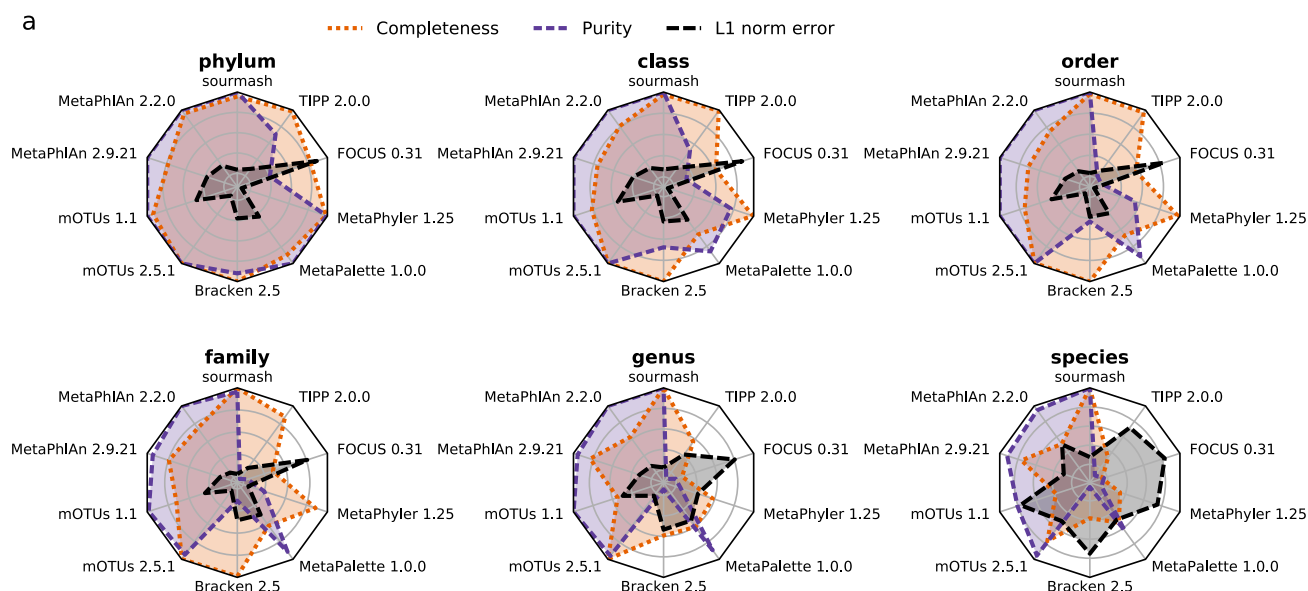 a
Completeness Purity L1 norm error
phylum class order
sourmash sourmash sourmash
MetaPhlAn 2.2.0 TIPP 2.0.0 MetaPhlAn 2.2.0 TIPP 2.0.0 MetaPhlAn 2.2.0 TIPP 2.0.0
MetaPhlAn 2.9.21 FOCUS 0.31 MetaPhlAn 2.9.21 FOCUS 0.31 MetaPhlAn 2.9.21 FOCUS 0.31
mOTUs 1.1 MetaPhyler 1.25 mOTUs 1.1 MetaPhyler 1.25 mOTUs 1.1 MetaPhyler 1.25
mOTUs 2.5.1 MetaPalette 1.0.0 mOTUs 2.5.1 MetaPalette 1.0.0 mOTUs 2.5.1 MetaPalette 1.0.0
Bracken 2.5 Bracken 2.5 Bracken 2.5
family genus species
sourmash sourmash sourmash
MetaPhlAn 2.2.0 TIPP 2.0.0 MetaPhlAn 2.2.0 TIPP 2.0.0 MetaPhlAn 2.2.0 TIPP 2.0.0
MetaPhlAn 2.9.21 FOCUS 0.31 MetaPhlAn 2.9.21 FOCUS 0.31 MetaPhlAn 2.9.21 FOCUS 0.31
mOTUs 1.1 MetaPhyler 1.25 mOTUs 1.1 MetaPhyler 1.25 mOTUs 1.1 MetaPhyler 1.25
mOTUs 2.5.1 MetaPalette 1.0.0 mOTUs 2.5.1 MetaPalette 1.0.0 mOTUs 2.5.1 MetaPalette 1.0.0
Bracken 2.5 Bracken 2.5 Bracken 2.5